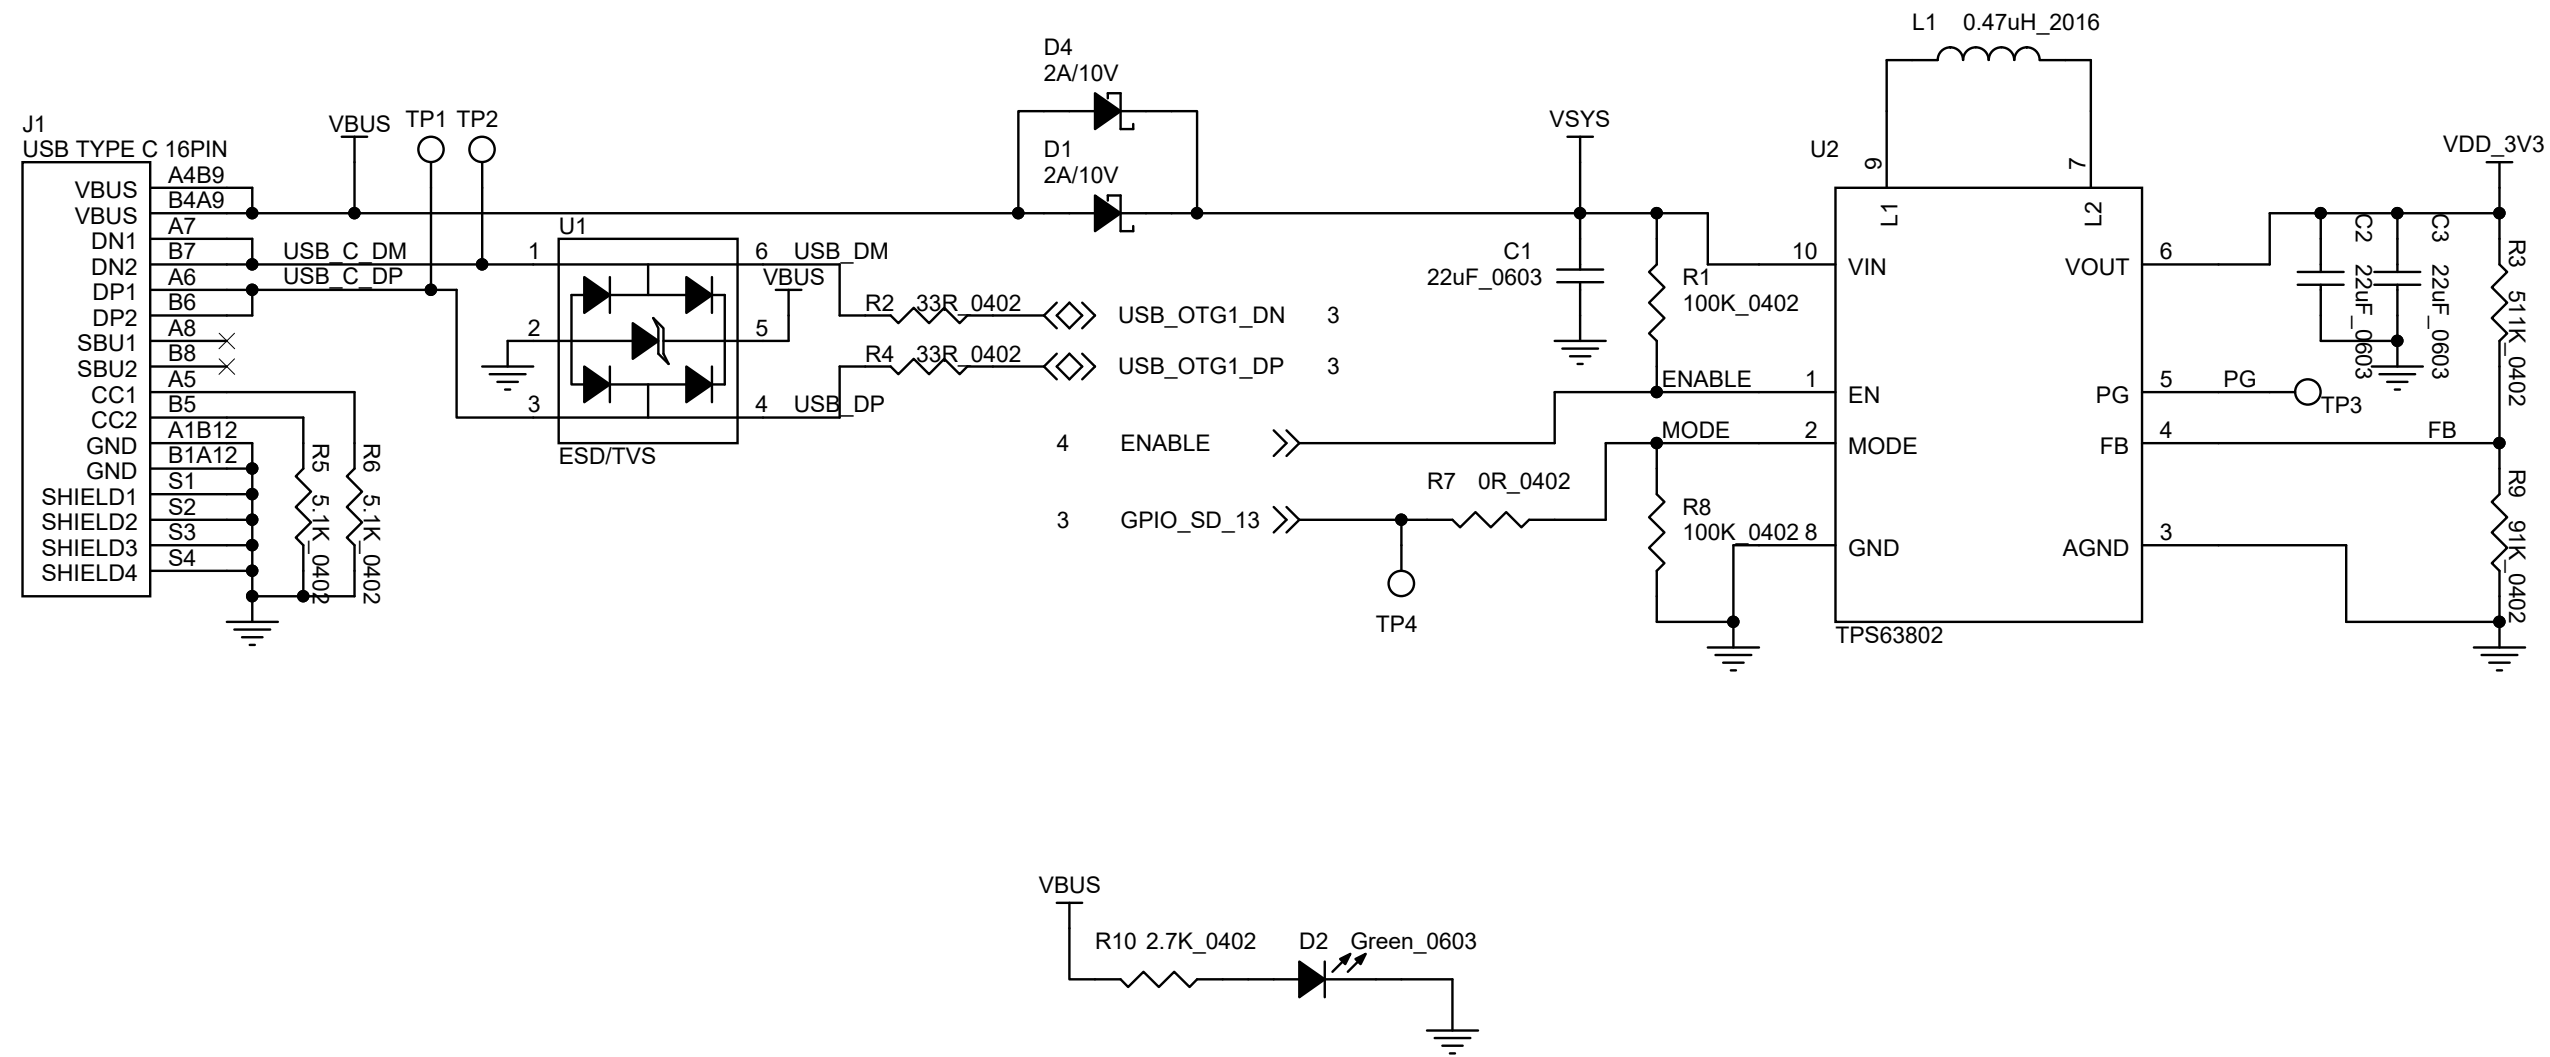 L1 0.47uH_2016
D4
2A/10V
J1
USB TYPE C 16PIN
VBUS
TP1 TP2
D1
2A/10V
VSYS
U2
9
7
VDD_3V3
VBUS A4B9
VBUS B4A9
DN1 A7
DN2 B7
DP1 A6
DP2 B6
SBU1 A8
SBU2 B8
CC1 A5
CC2 B5
GND A1B12
GND B1A12
SHIELD1 S1
SHIELD2 S2
SHIELD3 S3
SHIELD4 S4
USB_C_DM
USB_C_DP
R5 5.1K_0402
R6 5.1K_0402
U1
1
2
3
6 USB_DM
VBUS
5
4 USB_DP
ESD/TVS
R2 33R_0402
USB_OTG1_DN 3
R4 33R_0402
USB_OTG1_DP 3
C1
22uF_0603
R1
100K_0402
ENABLE
4 ENABLE
MODE
R7 0R_0402
3 GPIO_SD_13
TP4
R8
100K_0402
L1
L2
10 VIN
1 EN
2 MODE
8 GND
VOUT 6
PG 5 PG
TP3
FB 4 FB
AGND 3
TPS63802
C2 22uF_0603
C3 22uF_0603
R3 511K_0402
R9 91K_0402
VBUS
R10 2.7K_0402
D2 Green_0603